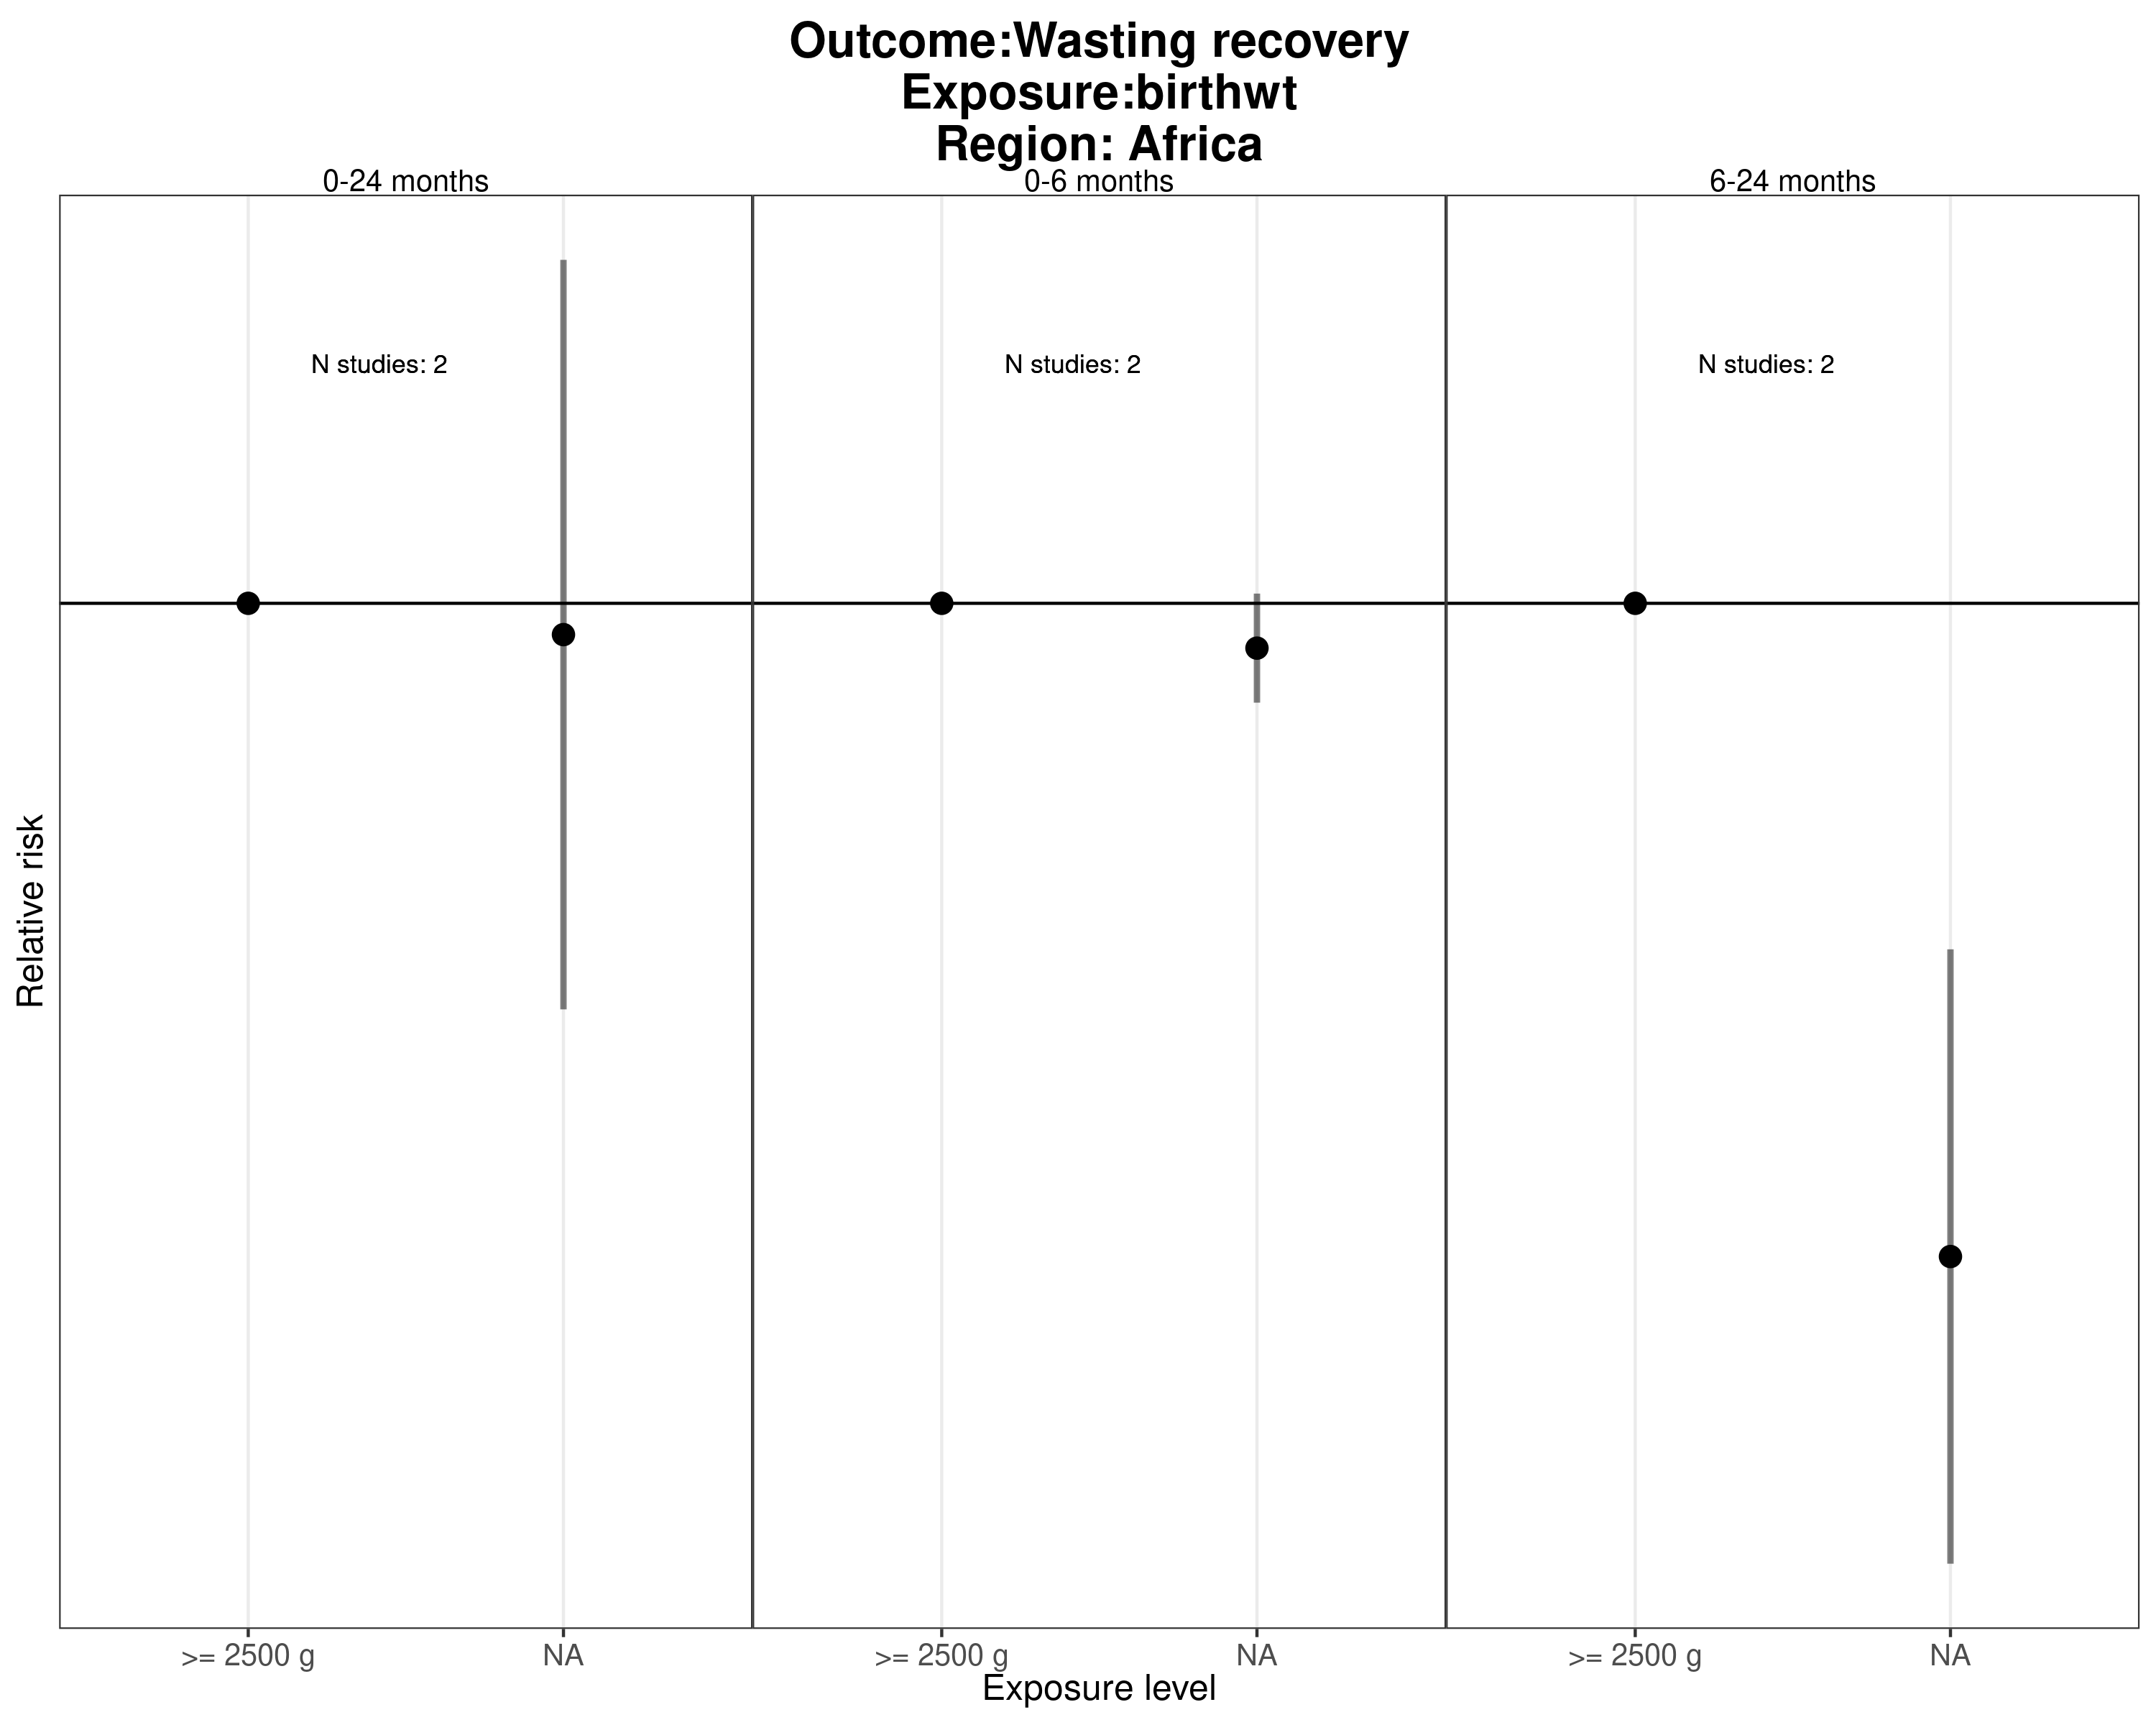 Outcome:Wasting recovery
Exposure:birthwt
Region: Africa
0-24 months
0-6 months
6-24 months
N studies: 2
N studies: 2
N studies: 2
Relative risk
>= 2500 g
NA
>= 2500 g
NA
>= 2500 g
NA
Exposure level